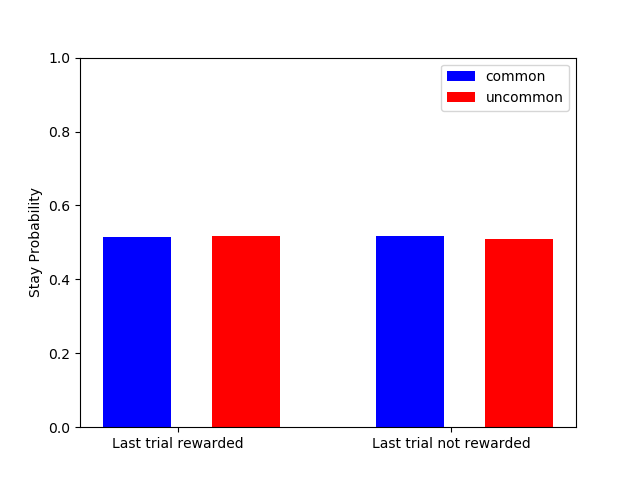 common
uncommon
Stay Probability
1.0
0.8
0.6
0.4
0.2
0.0
Last trial rewarded
Last trial not rewarded